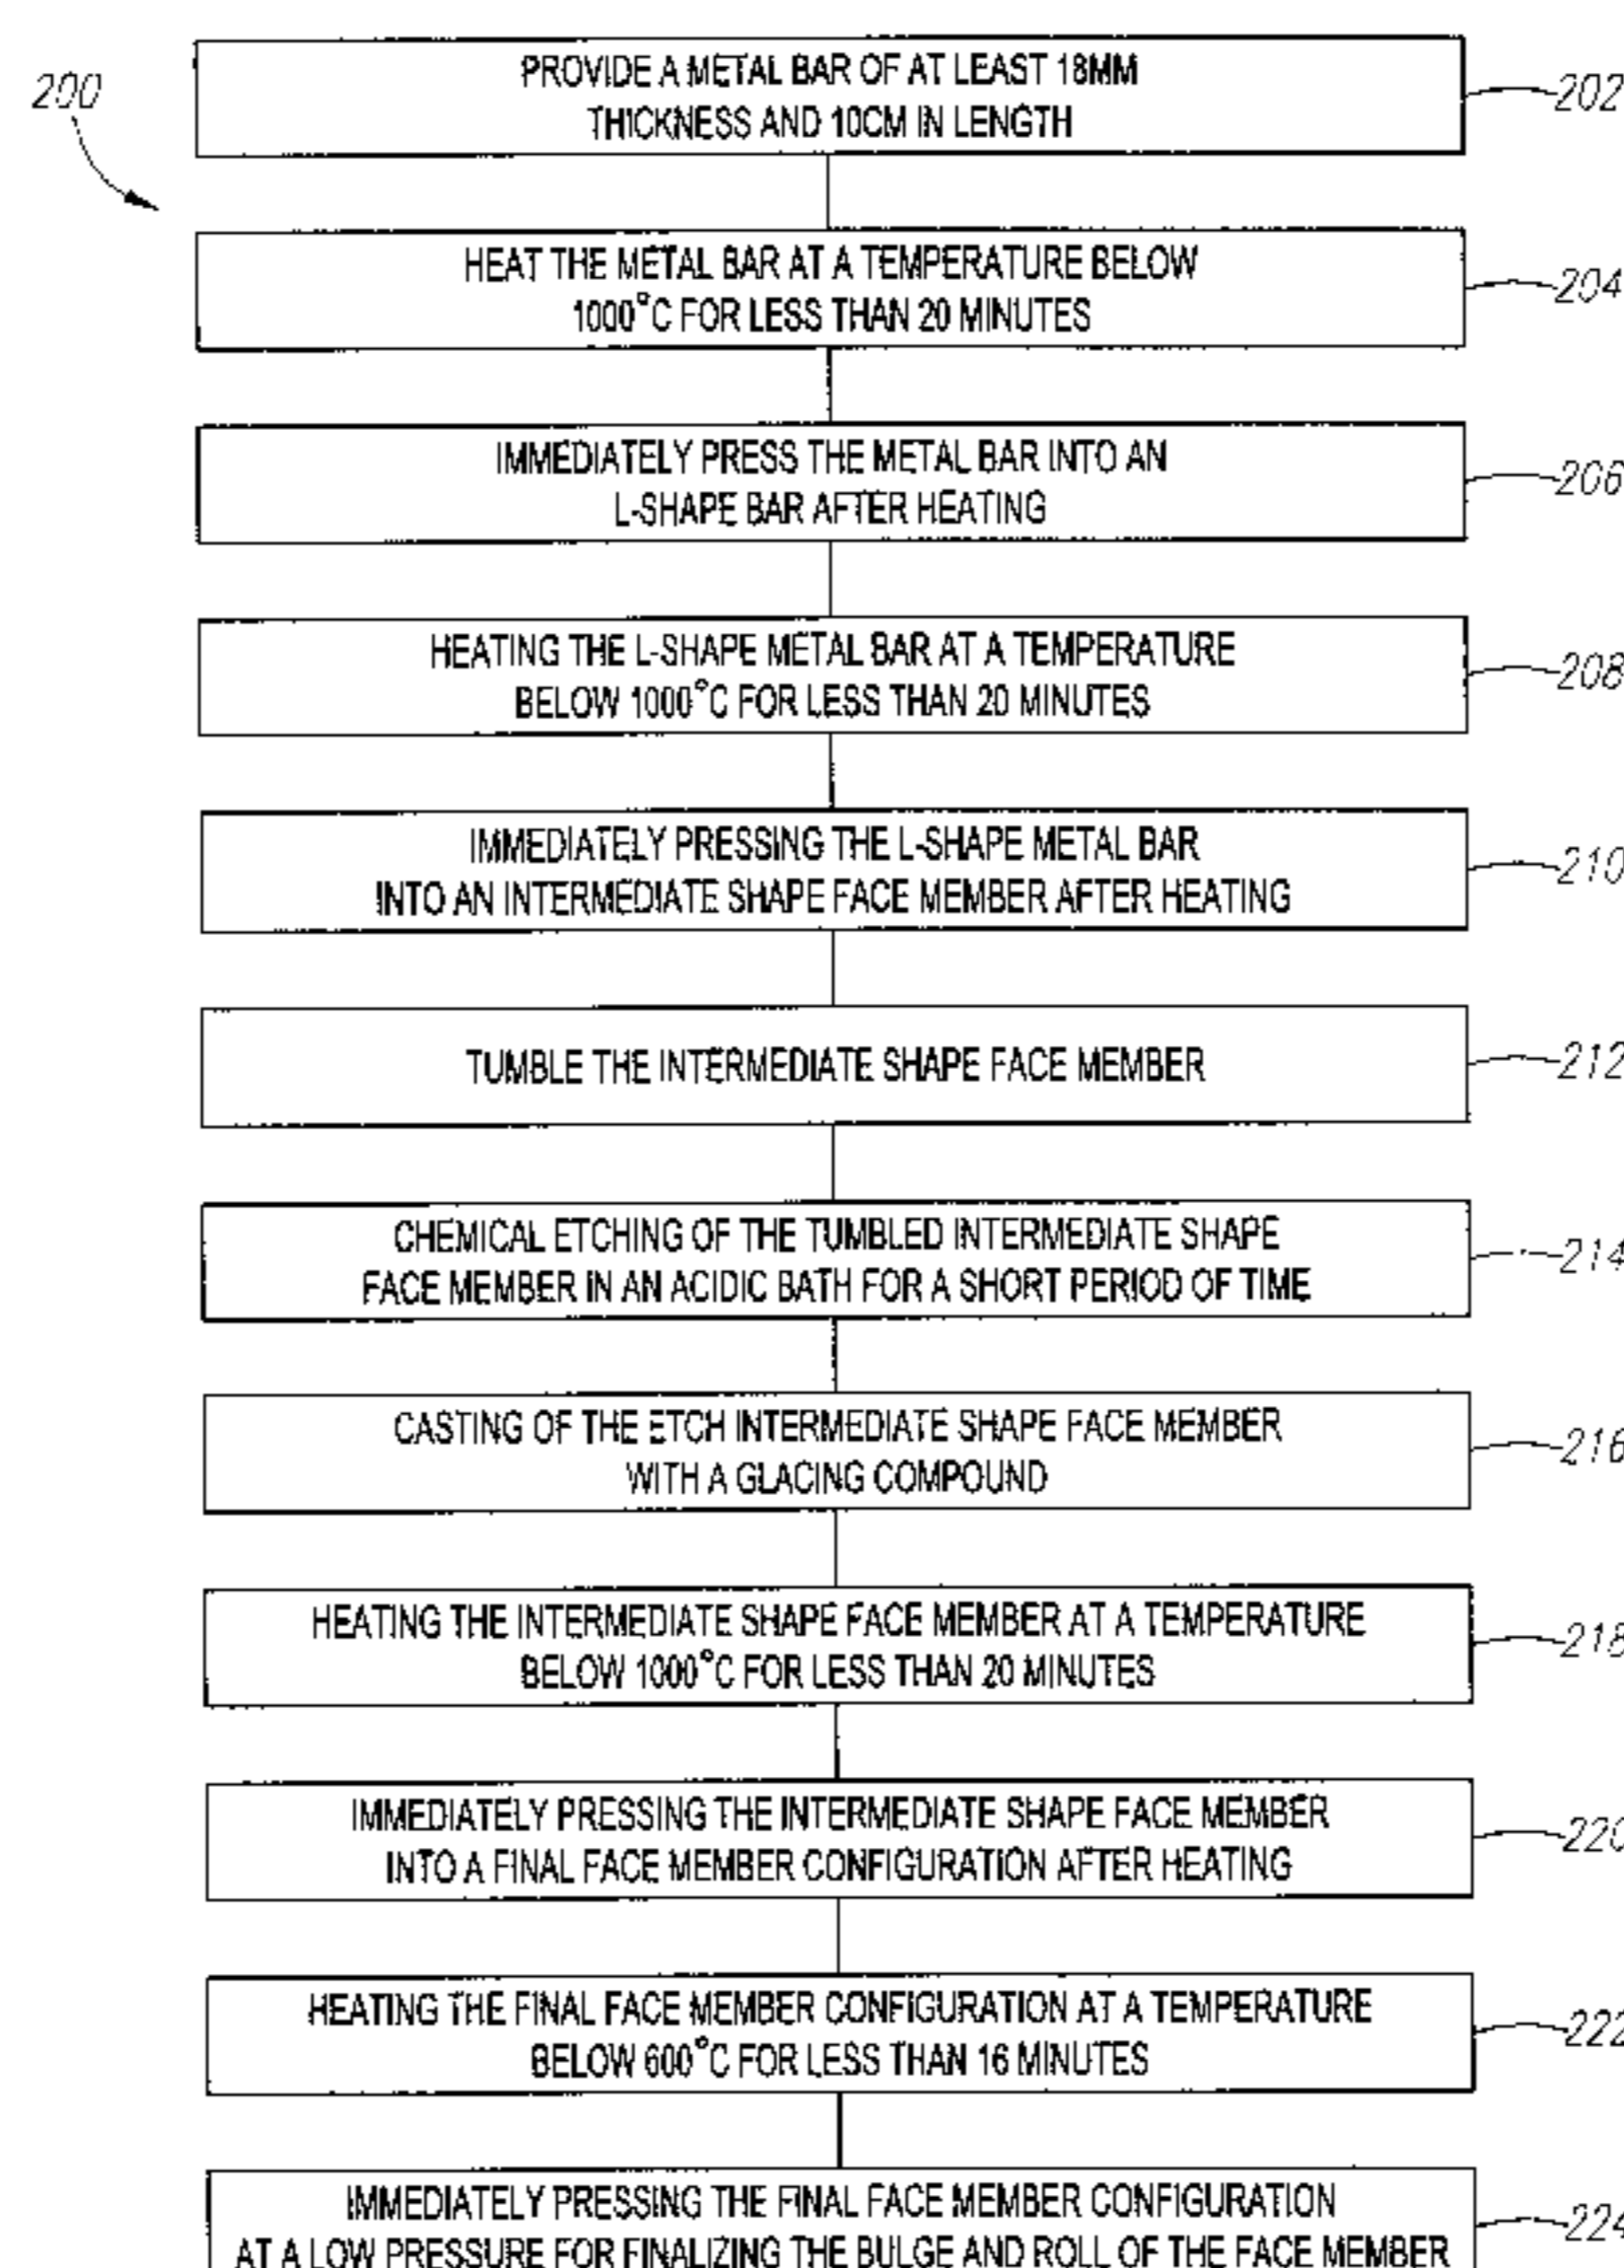 200
PROVIDE A METAL BAR OF AT LEAST 18MM
THICKNESS AND 10CM IN LENGTH
202
HEAT THE METAL BAR AT A TEMPERATURE BELOW
1000°C FOR LESS THAN 20 MINUTES
204
IMMEDIATELY PRESS THE METAL BAR INTO AN
L-SHAPE BAR AFTER HEATING
206
HEATING THE L-SHAPE METAL BAR AT A TEMPERATURE
BELOW 1000°C FOR LESS THAN 20 MINUTES
208
IMMEDIATELY PRESSING THE L-SHAPE METAL BAR
INTO AN INTERMEDIATE SHAPE FACE MEMBER AFTER HEATING
210
TUMBLE THE INTERMEDIATE SHAPE FACE MEMBER
212
CHEMICAL ETCHING OF THE TUMBLED INTERMEDIATE SHAPE
FACE MEMBER IN AN ACIDIC BATH FOR A SHORT PERIOD OF TIME
214
CASTING OF THE ETCH INTERMEDIATE SHAPE FACE MEMBER
WITH A GLACING COMPOUND
216
HEATING THE INTERMEDIATE SHAPE FACE MEMBER AT A TEMPERATURE
BELOW 1000°C FOR LESS THAN 20 MINUTES
218
IMMEDIATELY PRESSING THE INTERMEDIATE SHAPE FACE MEMBER
INTO A FINAL FACE MEMBER CONFIGURATION AFTER HEATING
220
HEATING THE FINAL FACE MEMBER CONFIGURATION AT A TEMPERATURE
BELOW 600°C FOR LESS THAN 16 MINUTES
222
IMMEDIATELY PRESSING THE FINAL FACE MEMBER CONFIGURATION
AT A LOW PRESSURE FOR FINALIZING THE BULGE AND ROLL OF THE FACE MEMBER
224